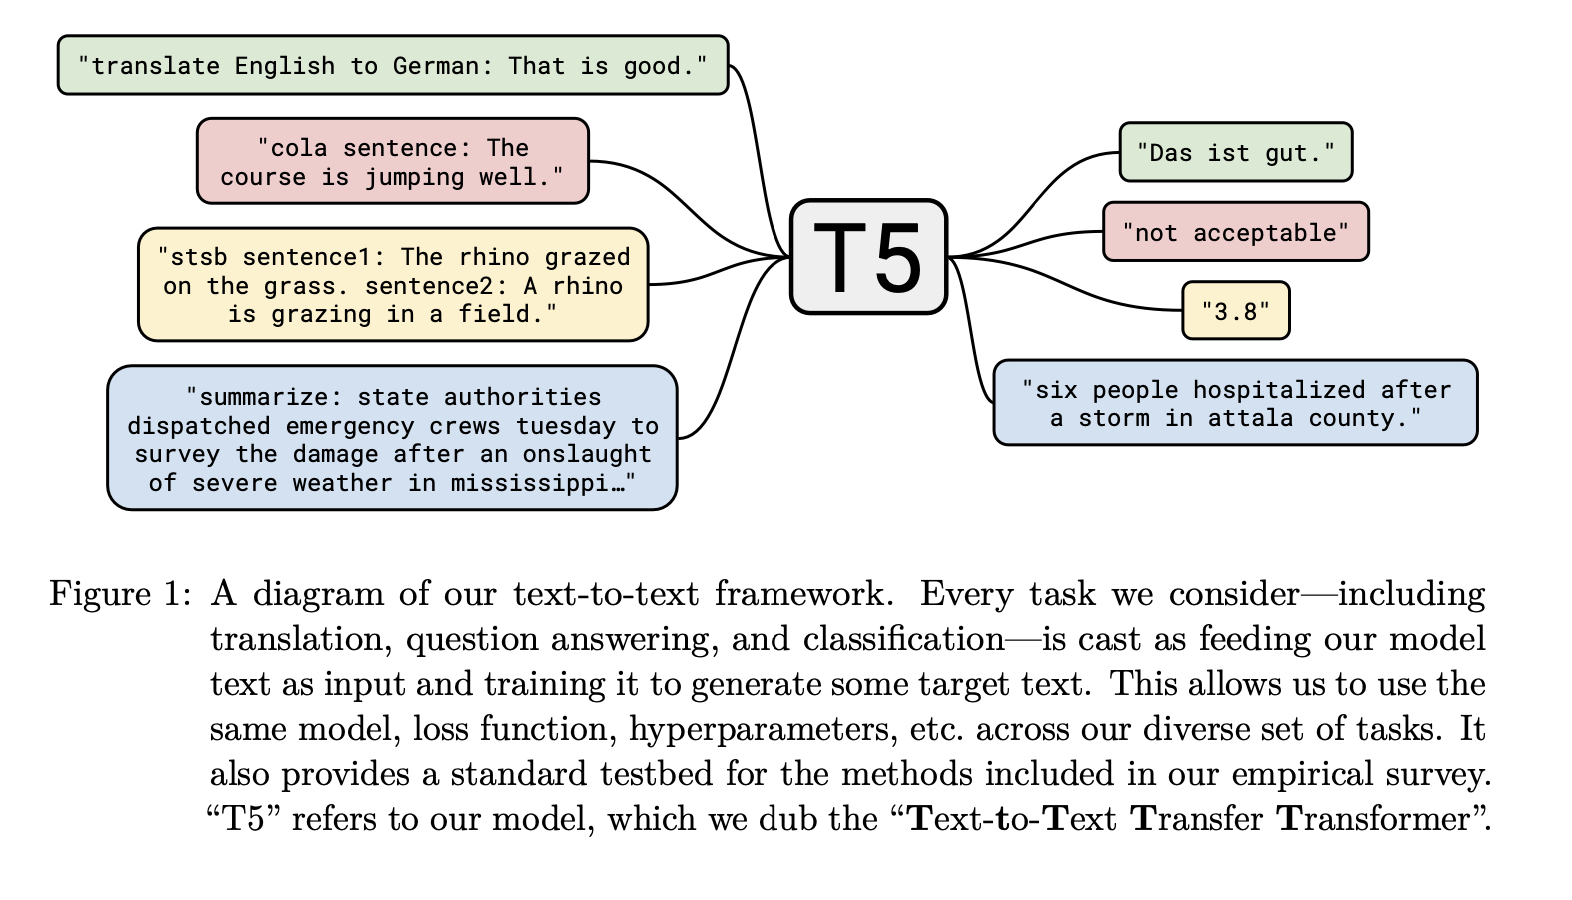 "translate English to German: That is good."
"cola sentence: The
course is jumping well."
"stsb sentence1: The rhino grazed
on the grass. sentence2: A rhino
is grazing in a field."
"summarize: state authorities
dispatched emergency crews tuesday to
survey the damage after an onslaught
of severe weather in mississippi…"
T5
"Das ist gut."
"not acceptable"
"3.8"
"six people hospitalized after
a storm in attala county."
Figure 1: A diagram of our text-to-text framework. Every task we consider—including
translation, question answering, and classification—is cast as feeding our model
text as input and training it to generate some target text. This allows us to use the
same model, loss function, hyperparameters, etc. across our diverse set of tasks. It
also provides a standard testbed for the methods included in our empirical survey.
“T5” refers to our model, which we dub the “Text-to-Text Transfer Transformer”.